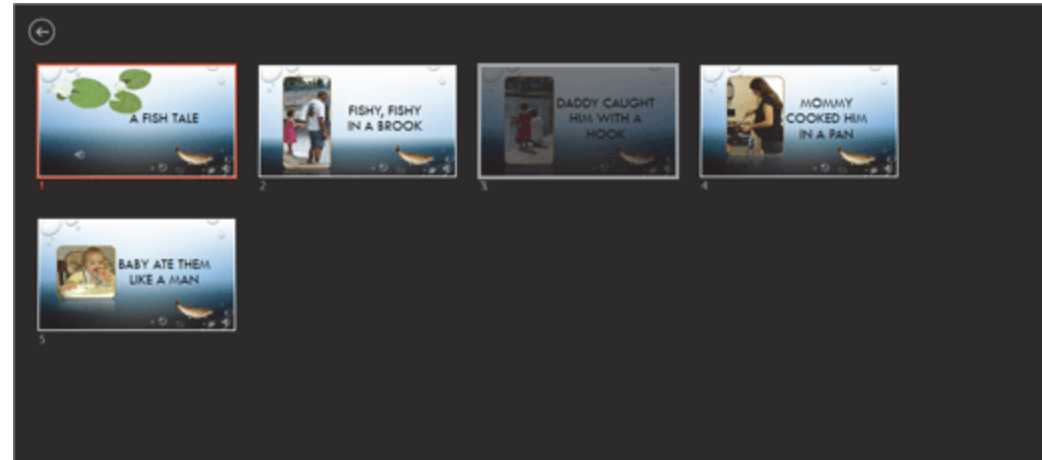 A FISH TALE
1
FISHY, FISHY
IN A BROOK
2
DADDY CAUGHT
HIM WITH A
HOOK
3
MOMMY
COOKED HIM
IN A PAN
4
BABY ATE THEM
LIKE A MAN
5